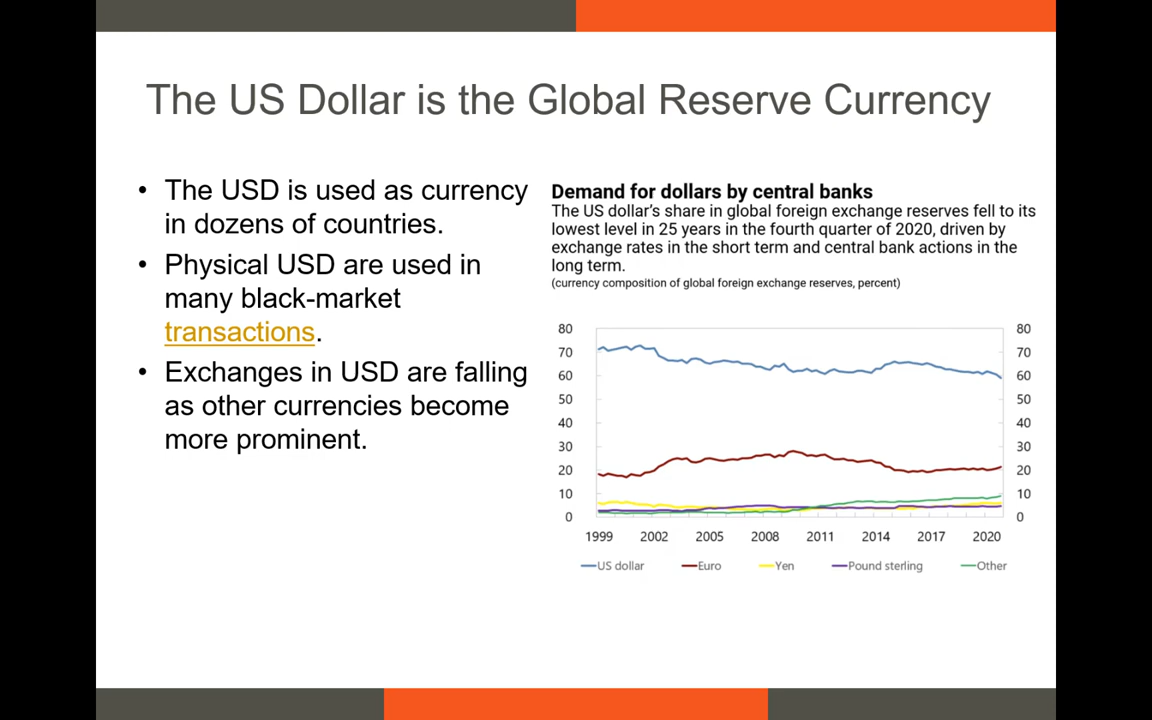 The US Dollar is the Global Reserve Currency
• The USD is used as currency
in dozens of countries.
• Physical USD are used in
many black-market
transactions.
• Exchanges in USD are falling
as other currencies become
more prominent.
Demand for dollars by central banks
The US dollar's share in global foreign exchange reserves fell to its
lowest level in 25 years in the fourth quarter of 2020, driven by
exchange rates in the short term and central bank actions in the
long term.
(currency composition of global foreign exchange reserves, percent)
80 80
70 70
60 60
50 50
40 40
30 30
20 20
10 10
0 0
1999 2002 2005 2008 2011 2014 2017 2020
US dollar Euro Yen Pound sterling Other